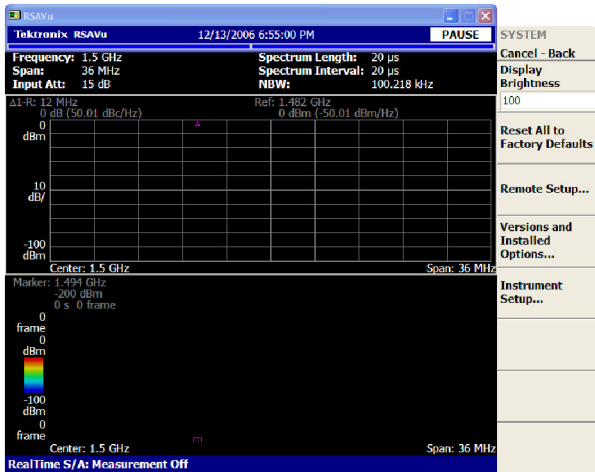 RSAVu
Tektronix RSAVu 12/13/2006 6:55:00 PM PAUSE
Frequency: 1.5 GHz Spectrum Length: 20 µs
Span: 36 MHz Spectrum Interval: 20 µs
Input Att: 15 dB NBW: 100.218 kHz
Δ1-R: 12 MHz Ref: 1.482 GHz
0 dB (50.01 dBc/Hz) 0 dBm (-50.01 dBm/Hz)
0
dBm
10
dB/
-100
dBm
Center: 1.5 GHz Span: 36 MHz
Marker: 1.494 GHz
-200 dBm
0 s 0 frame
0
frame
0
dBm
-100
dBm
0
frame
Center: 1.5 GHz Span: 36 MHz
RealTime S/A: Measurement Off
SYSTEM
Cancel - Back
Display
Brightness
100
Reset All to
Factory Defaults
Remote Setup...
Versions and
Installed
Options...
Instrument
Setup...